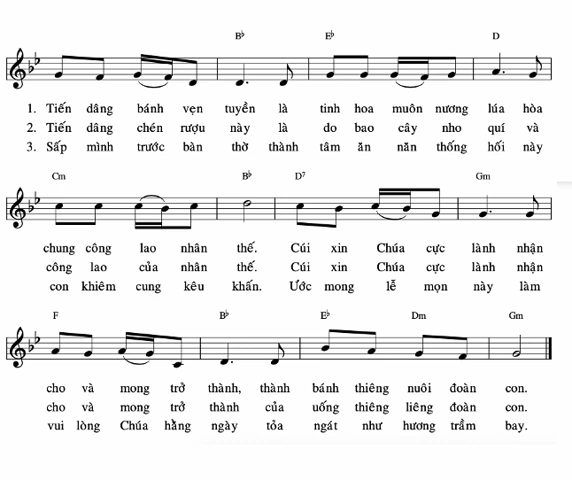 B♭ E♭ D
1. Tiến dâng bánh vẹn tuyền là tinh hoa muôn nương lúa hòa
2. Tiến dâng chén rượu này là do bao cây nho quí và
3. Sấp mình trước bàn thờ thành tâm ăn năn thống hối này
Cm B♭ D7 Gm
chung công lao nhân thế. Cúi xin Chúa cực lành nhận
công lao của nhân thế. Cúi xin Chúa cực lành nhận
con khiêm cung kêu khấn. Ước mong lễ mọn này làm
F B♭ E♭ Dm Gm
cho và mong trở thành, thành bánh thiêng nuôi đoàn con.
cho và mong trở thành của uống thiêng liêng đoàn con.
vui lòng Chúa hằng ngày tỏa ngát như hương trầm bay.